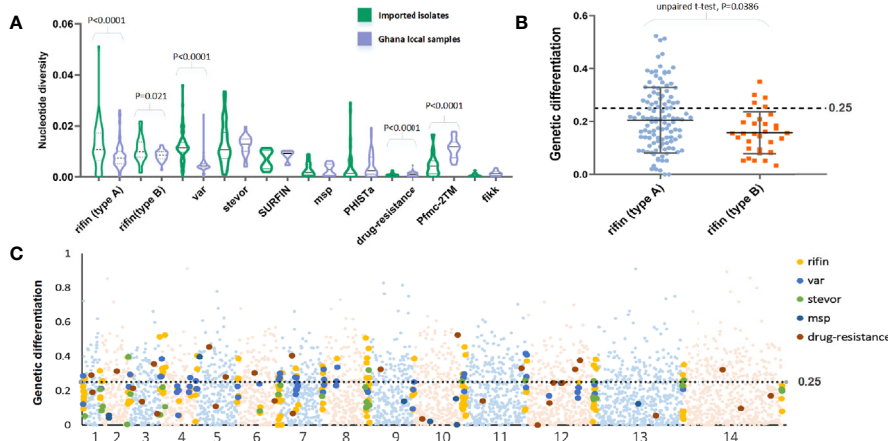 A
Imported isolates
Ghana lccal samples
P<0.0001
P=0.021
P<0.0001
P<0.0001
P<0.0001
Nucleotide diversity
0.06
0.04
0.02
0.00
rifin (type A)
rifin(type B)
var
stevor
SURFIN
msp
PHISTa
drug-resistance
Pfmc-2TM
fikk
B
unpaired t-test, P=0.0386
Genetic differentiation
0.6
0.4
0.2
0.0
0.25
rifin (type A)
rifin (type B)
C
Genetic differentiation
1
0.8
0.6
0.4
0.2
0
0.25
1 2 3 4 5 6 7 8 9 10 11 12 13 14
rifin
var
stevor
msp
drug-resistance